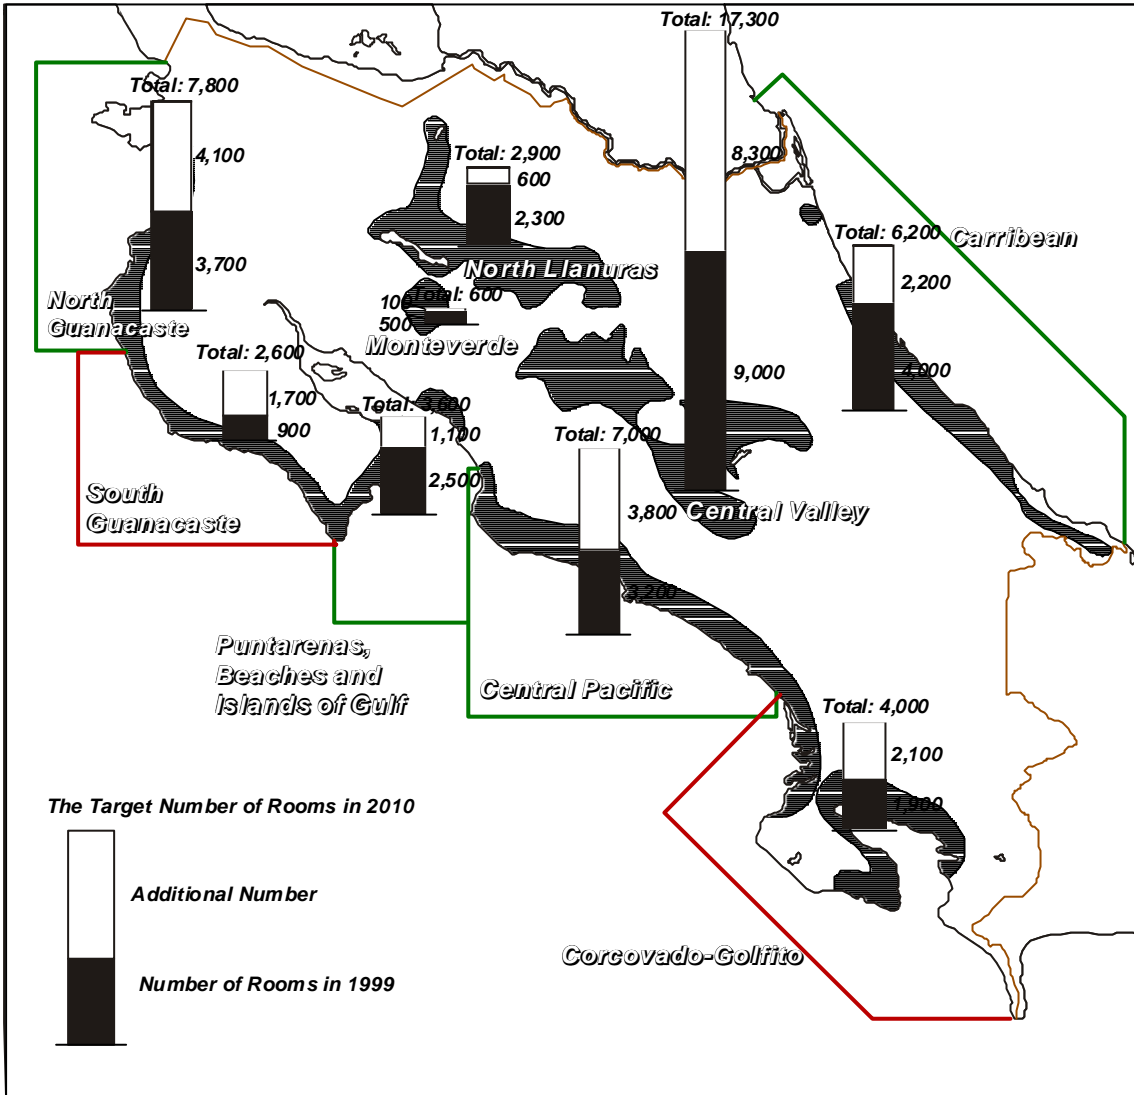 Total: 17,300
8,300
9,000
Central Valley
Total: 7,800
4,100
3,700
North
Guanacaste
Total: 2,900
600
2,300
North Llanuras
Total: 600
100
500
Monteverde
Total: 6,200
Carribean
2,200
4,000
Total: 2,600
1,700
900
South
Guanacaste
Total: 3,600
1,100
2,500
Puntarenas,
Beaches and
Islands of Gulf
Total: 7,000
3,800
3,200
Central Pacific
Total: 4,000
2,100
1,900
Corcovado-Golfito
The Target Number of Rooms in 2010
Additional Number
Number of Rooms in 1999